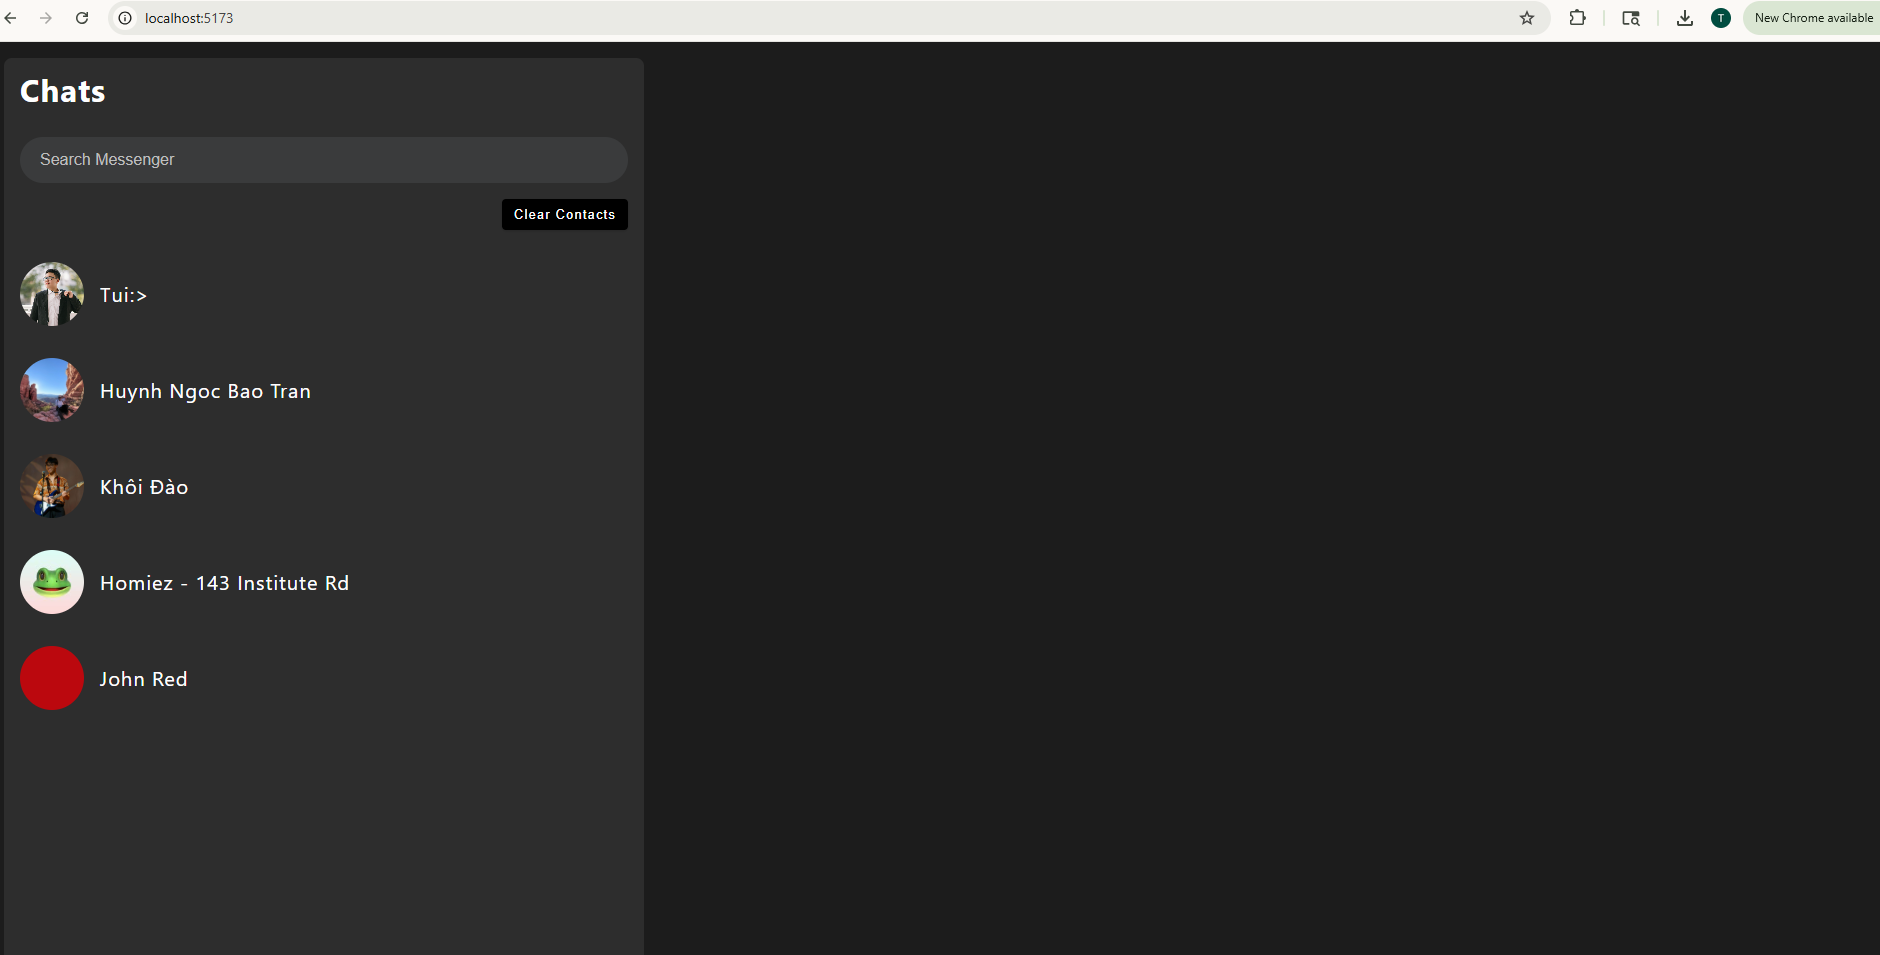 localhost:5173
T
New Chrome available
Chats
Search Messenger
Clear Contacts
Tui:>
Huynh Ngoc Bao Tran
Khôi Đào
Homiez - 143 Institute Rd
John Red